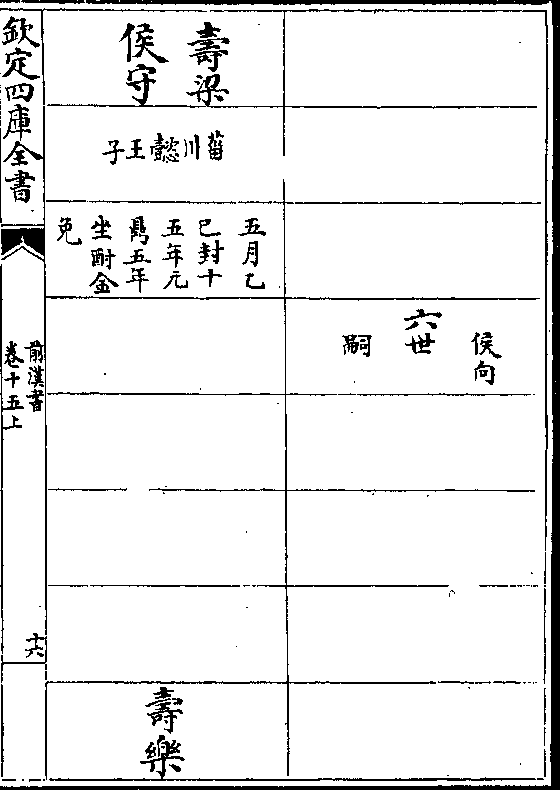 侯向
六世
嗣
壽梁
侯守
菑川懿王子
五月乙
巳封十
五年元
鼎五年
坐酎金
免
壽樂
欽定四庫全書
前漢書
卷十五上
十六